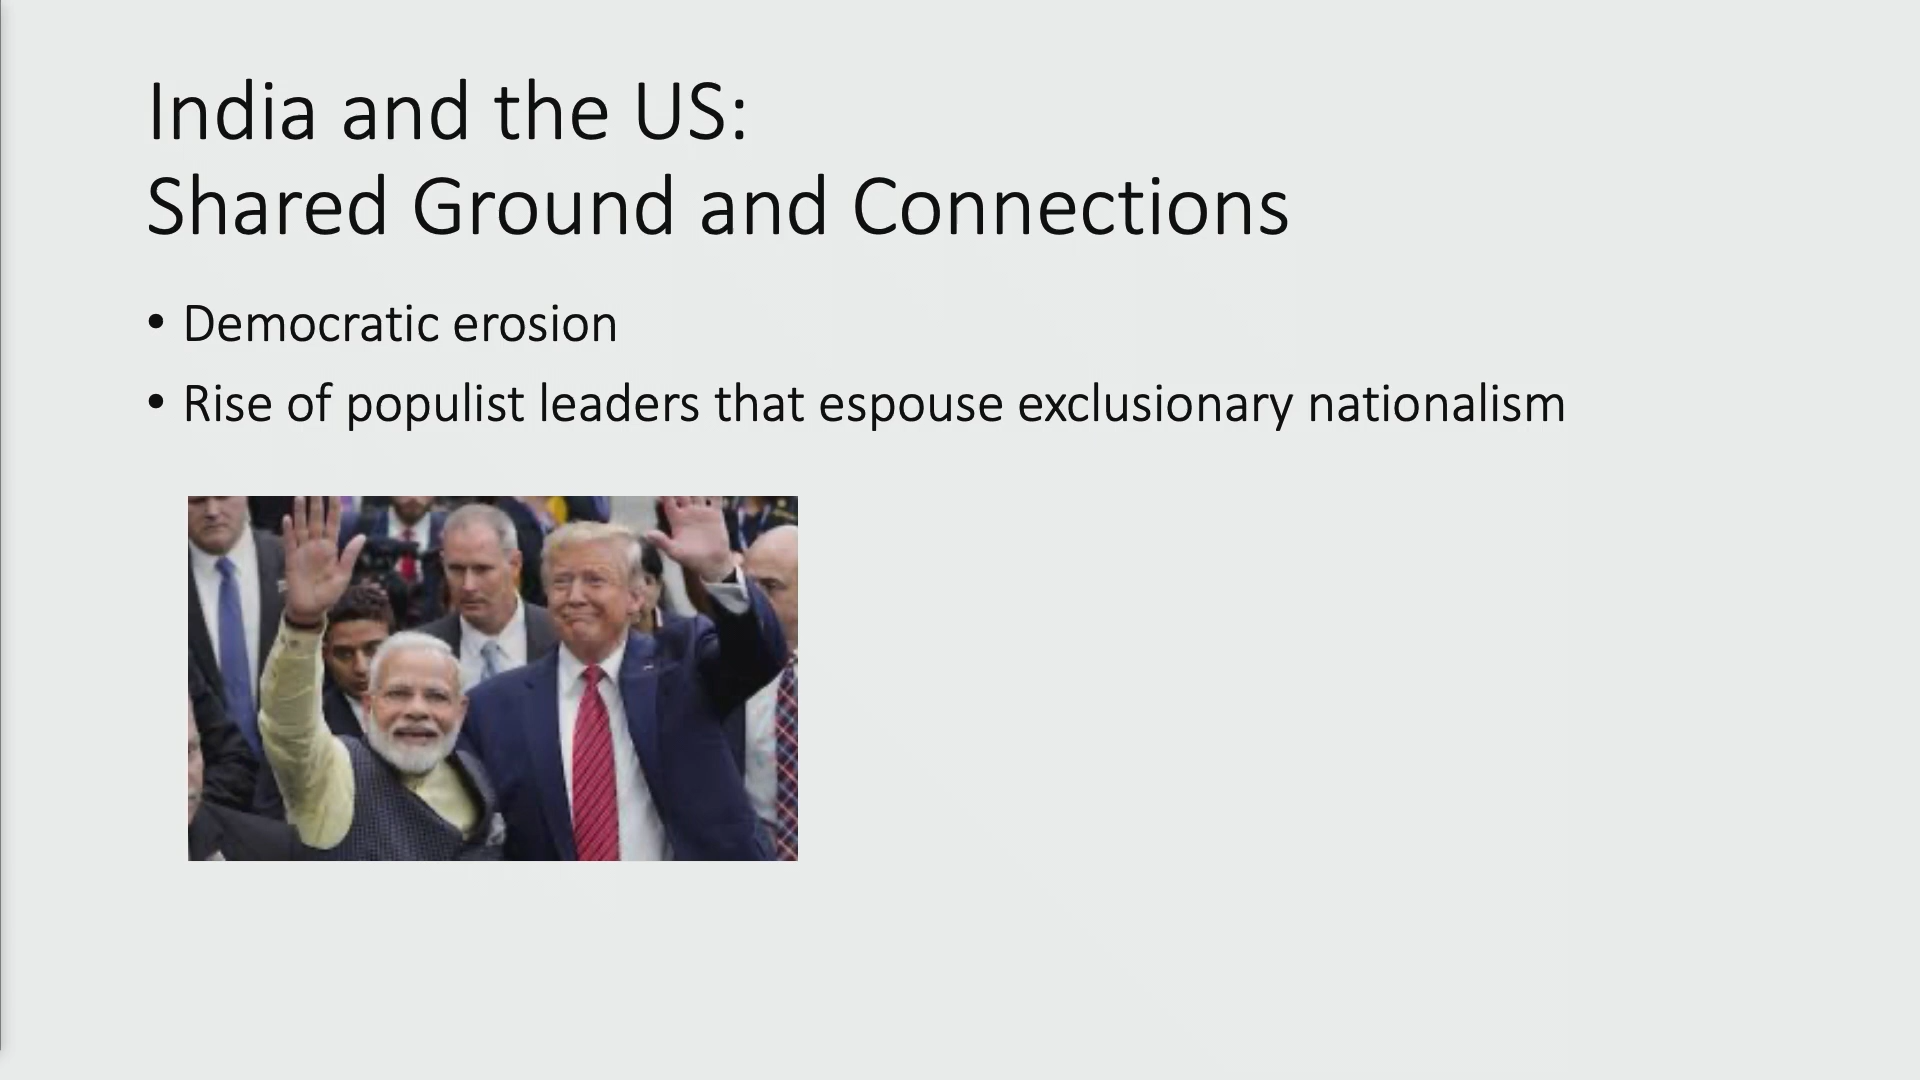 India and the US:
Shared Ground and Connections
• Democratic erosion
• Rise of populist leaders that espouse exclusionary nationalism